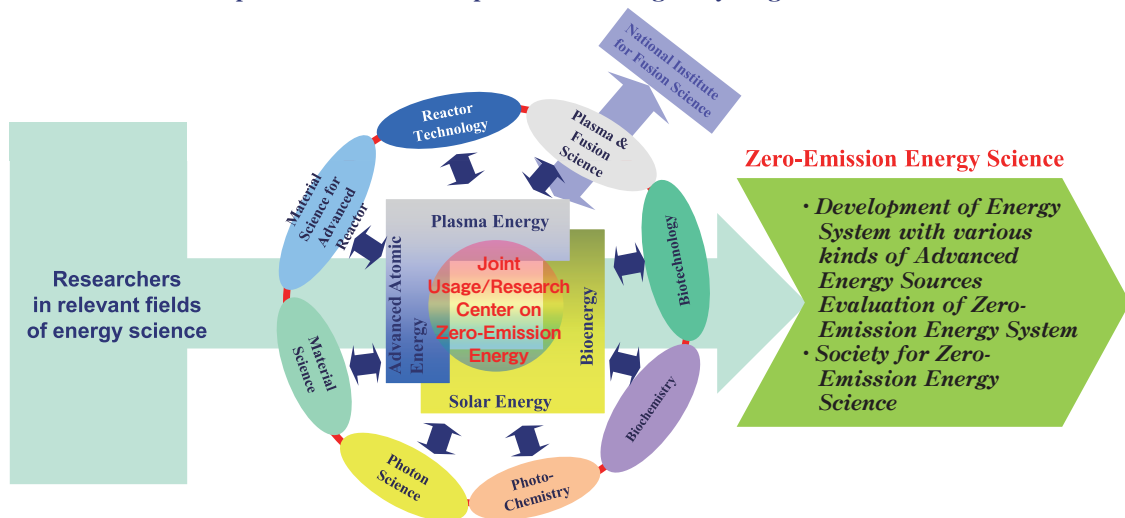 National Institute
for Fusion Science
Reactor
Technology
Plasma &
Fusion
Science
Material
Science for
Advanced
Reactor
Biotechnology
Material
Science
Biochemistry
Photon
Science
Photo-
Chemistry
Plasma Energy
Advanced Atomic
Energy
Bioenergy
Solar Energy
Joint
Usage/Research
Center on
Zero-Emission
Energy
Researchers
in relevant fields
of energy science
Zero-Emission Energy Science
・Development of Energy
System with various
kinds of Advanced
Energy Sources
Evaluation of Zero-
Emission Energy System
・Society for Zero-
Emission Energy
Science